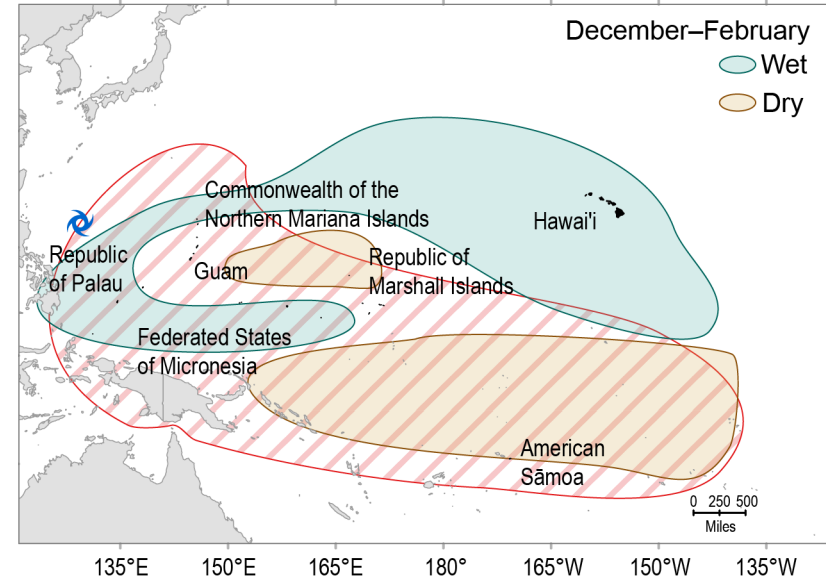 December–February
Wet
Dry
Commonwealth of the
Northern Mariana Islands
Hawai'i
Republic
of Palau
Guam
Republic of
Marshall Islands
Federated States
of Micronesia
American
Sāmoa
0 250 500
Miles
135°E 150°E 165°E 180° 165°W 150°W 135°W